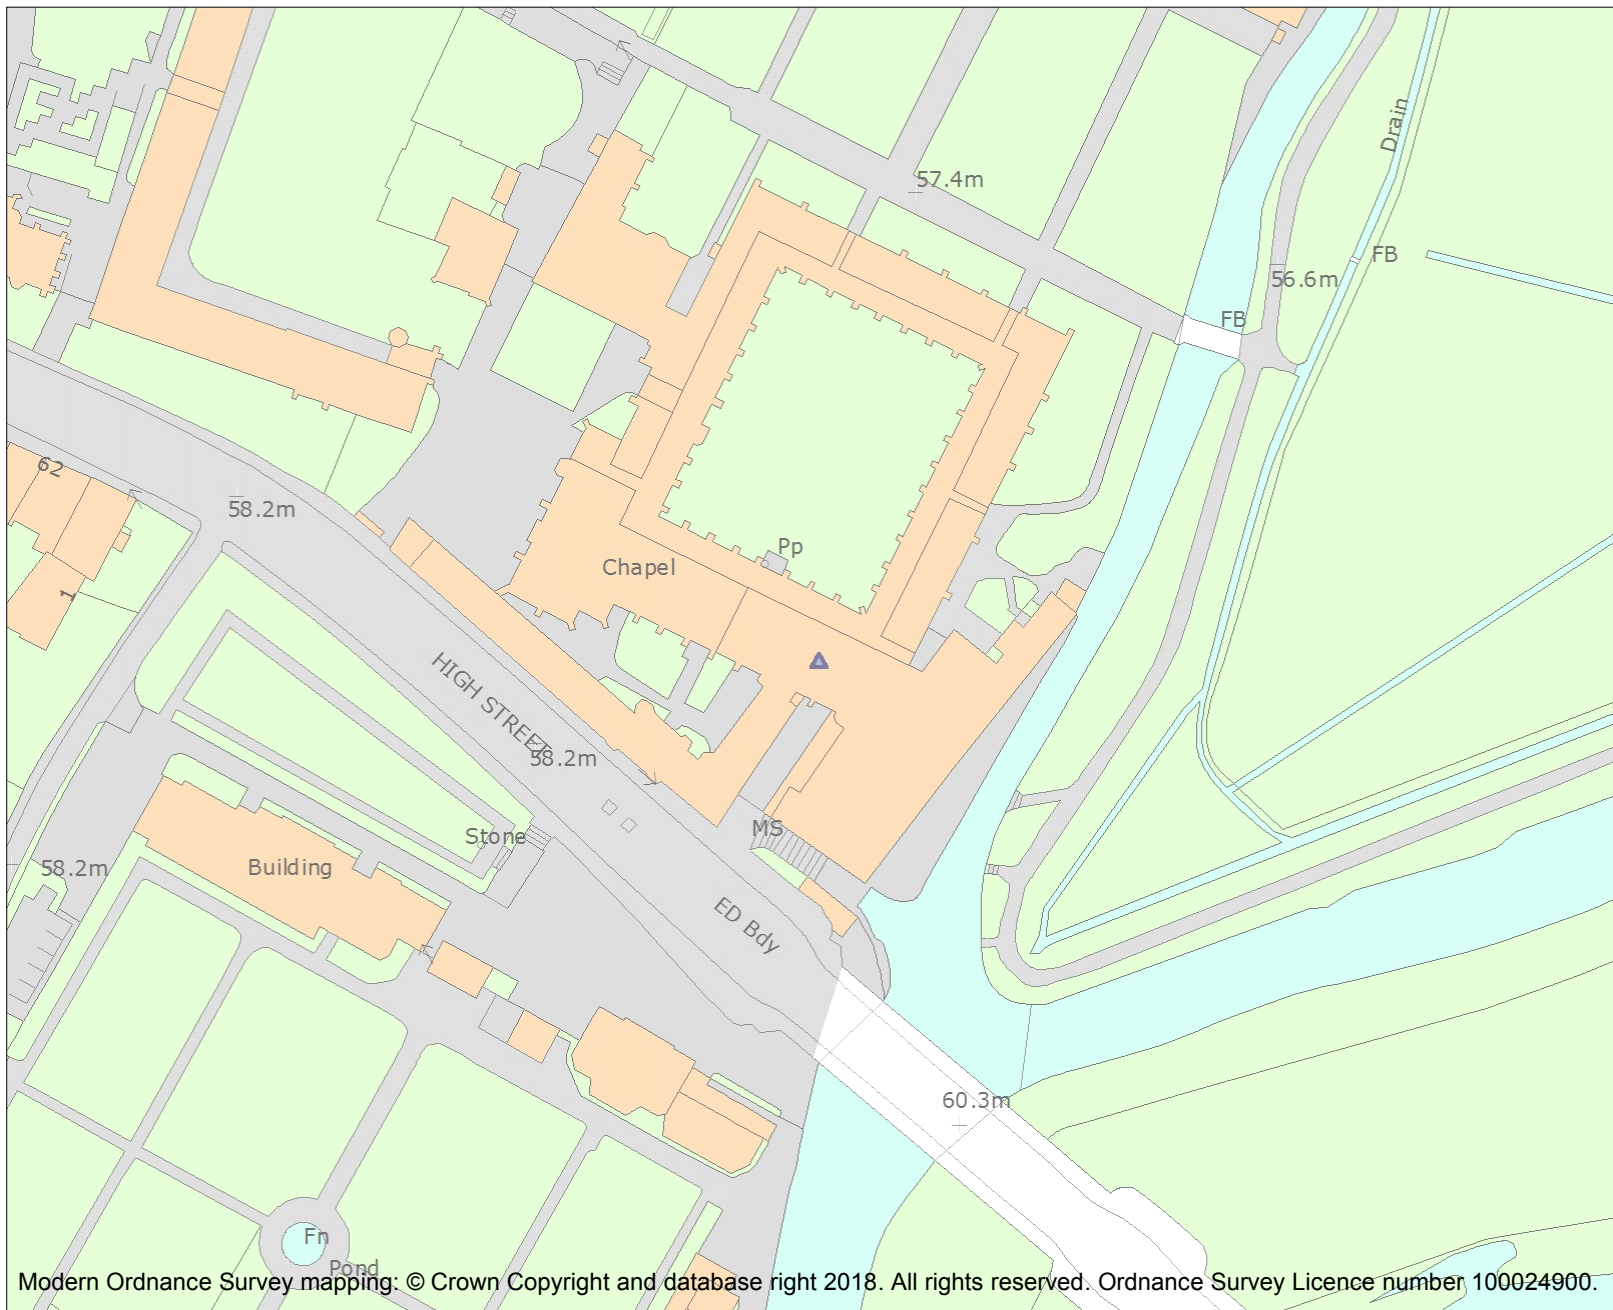 Drain
57.4m
FB
56.6m
FB
62
58.2m
Pp
Chapel
1
HIGH STREET
58.2m
MS
Stone
Building
58.2m
ED Bdy
60.3m
Fn
Pond
Modern Ordnance Survey mapping: © Crown Copyright and database right 2018. All rights reserved. Ordnance Survey Licence number 100024900.